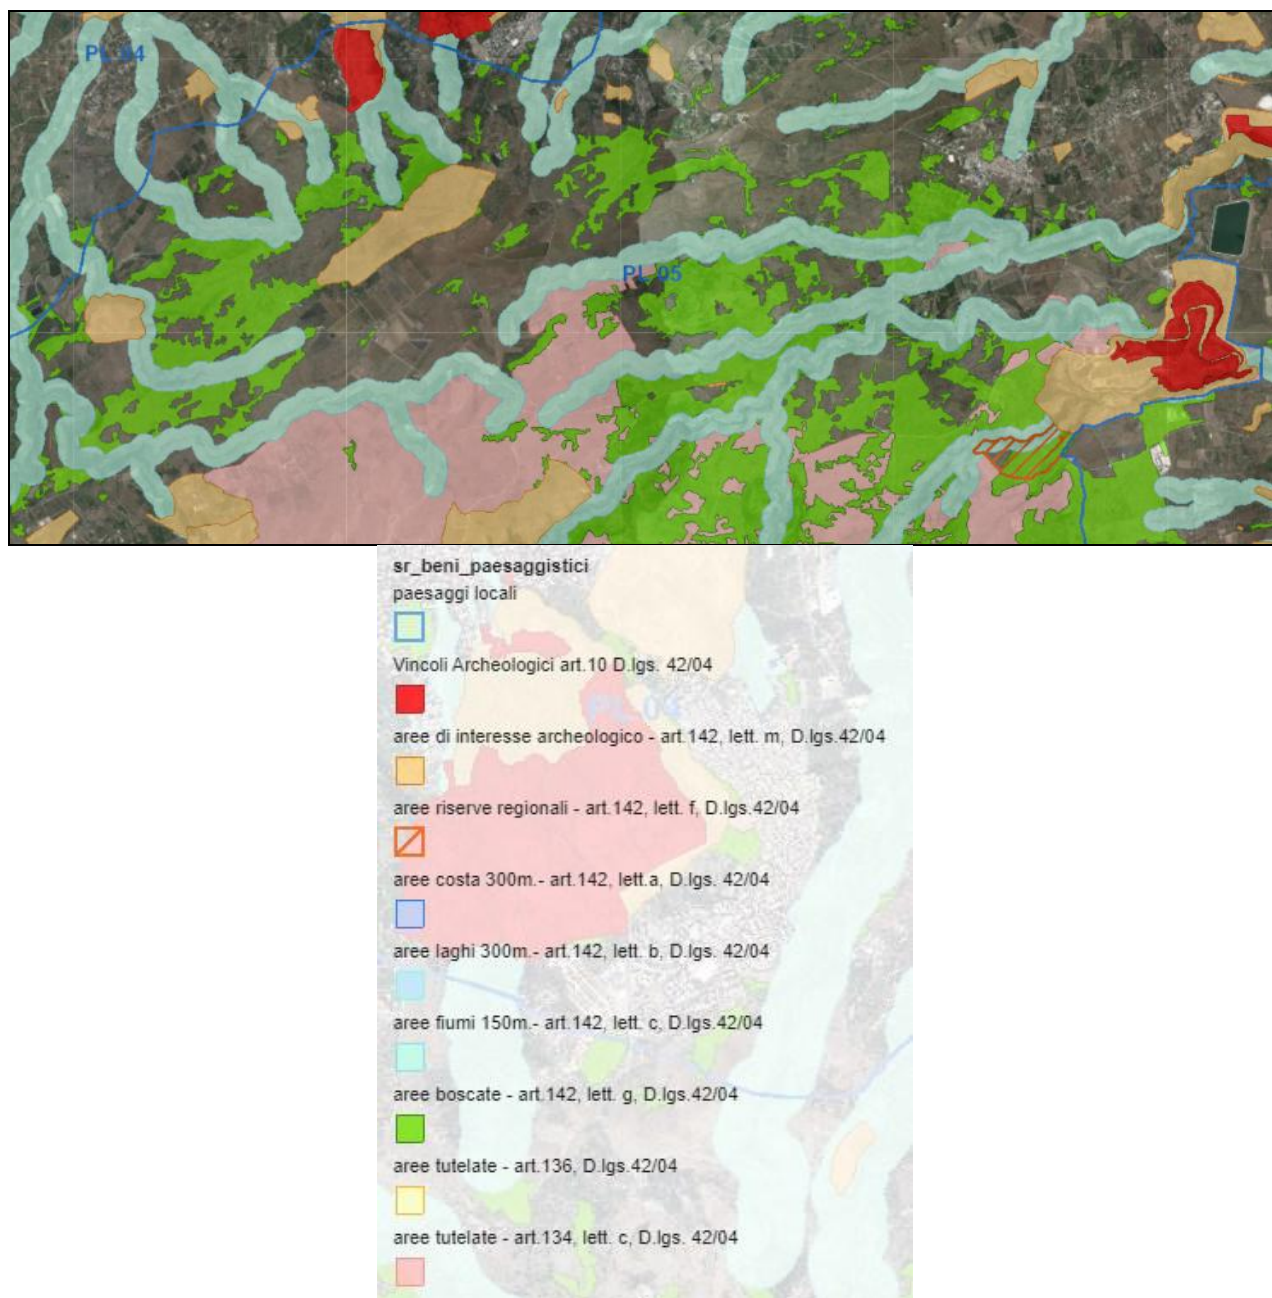 PL 04
PL 05
sr_beni_paesaggistici
paesaggi locali
Vincoli Archeologici art.10 D.lgs. 42/04
PL 04
aree di interesse archeologico - art.142, lett. m, D.lgs.42/04
aree riserve regionali - art.142, lett. f, D.lgs.42/04
aree costa 300m.- art.142, lett.a, D.lgs. 42/04
aree laghi 300m.- art.142, lett. b, D.lgs. 42/04
aree fiumi 150m.- art.142, lett. c, D.lgs.42/04
aree boscate - art.142, lett. g, D.lgs.42/04
aree tutelate - art.136, D.lgs.42/04
aree tutelate - art.134, lett. c, D.lgs. 42/04